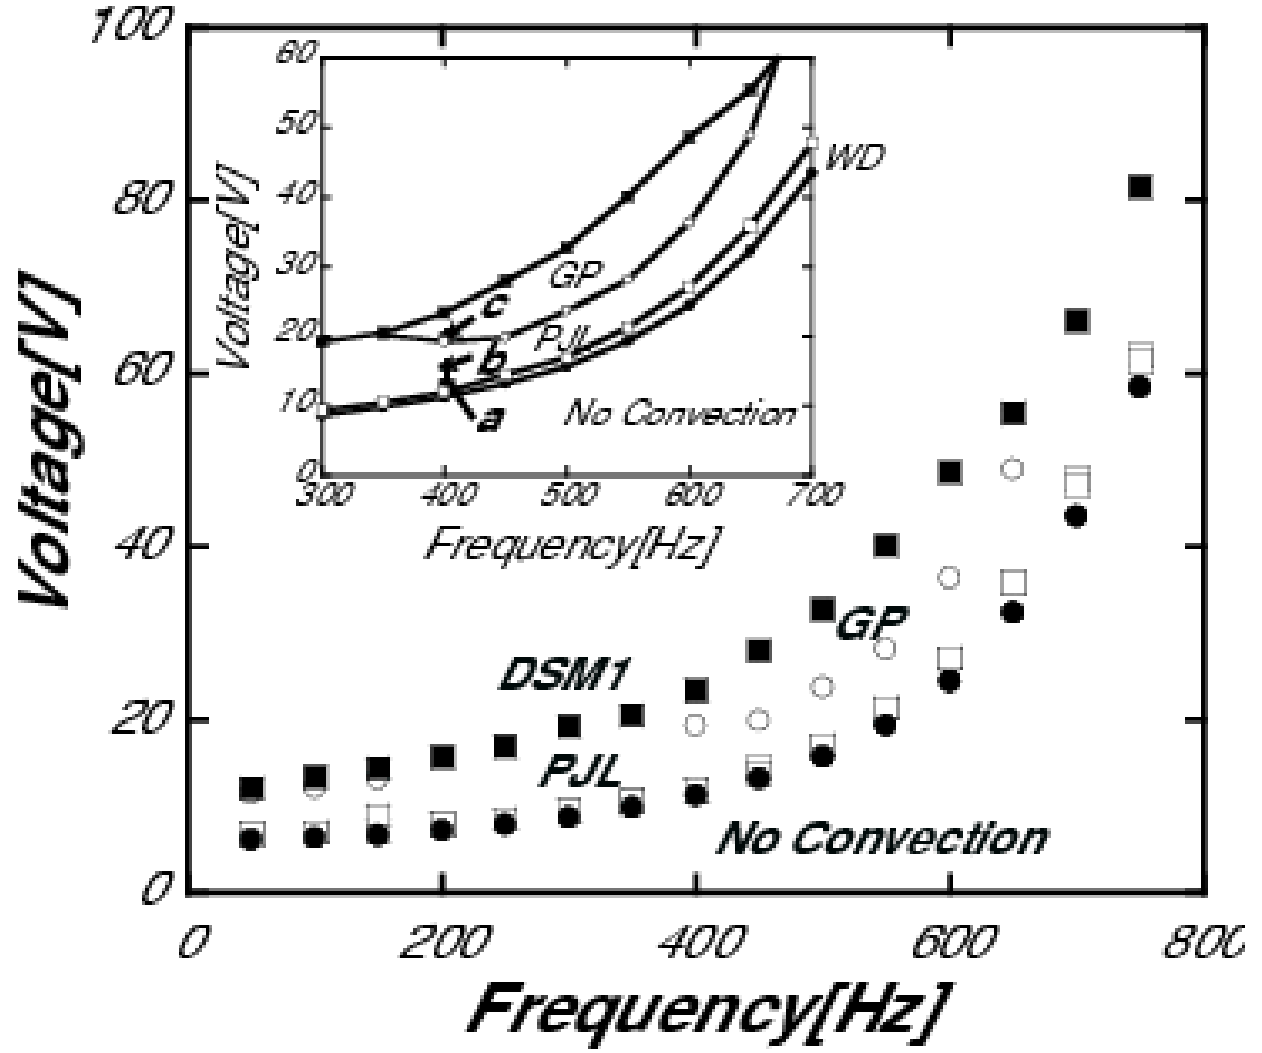 100
80
60
40
20
0
Voltage[V]
60
50
40
30
20
10
0
Voltage[V]
WD
GP
c
PJL
b
a
No Convection
300 400 500 600 700
Frequency[Hz]
GP
DSM1
PJL
No Convection
0 200 400 600 800
Frequency[Hz]